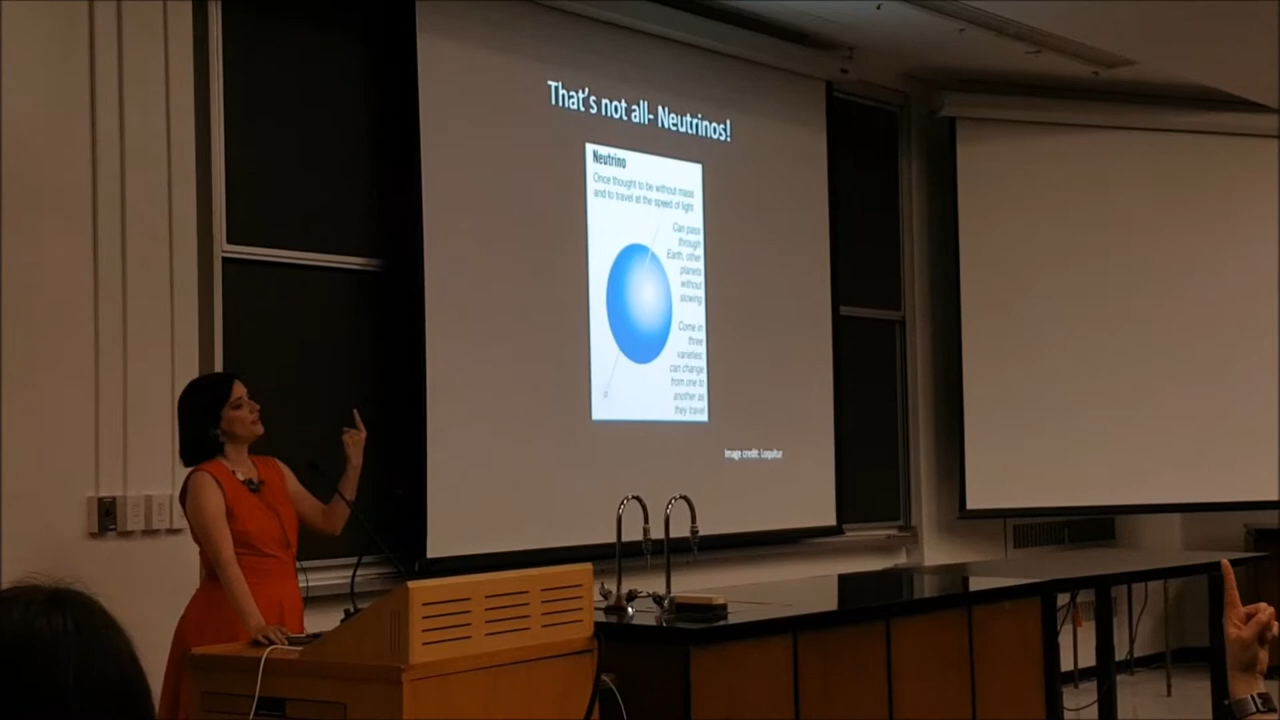 That's not all- Neutrinos!
Neutrino
Once thought to be without mass
and to travel at the speed of light
Can pass
through
Earth, other
planets
without
slowing
Come in
three
varieties;
can change
from one to
another as
they travel
Image credit: Loquitur